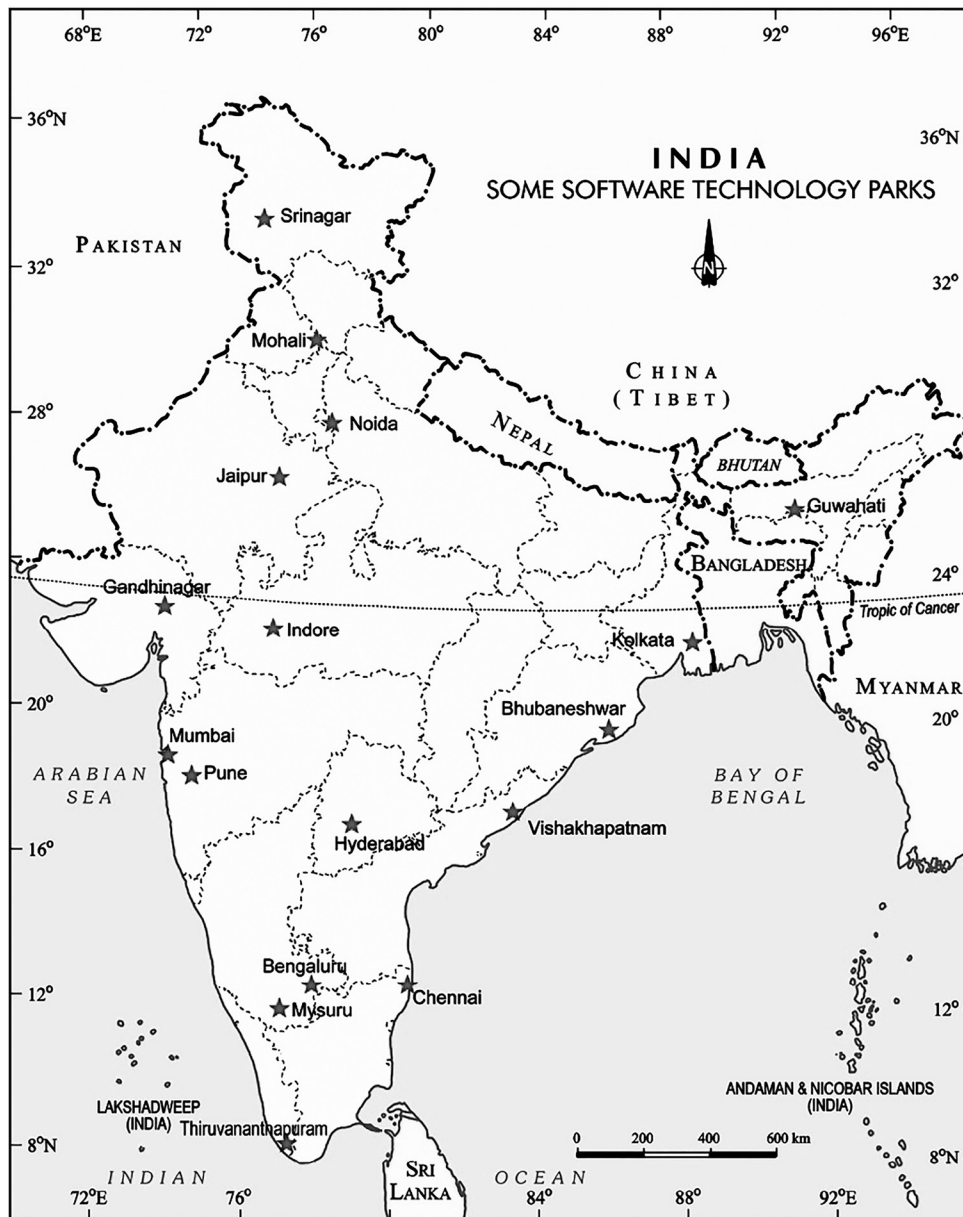 68°E 72° 76° 80° 84° 88° 92° 96°E
36°N
36°N
INDIA
SOME SOFTWARE TECHNOLOGY PARKS
Srinagar
PAKISTAN
N
32°
32°
Mohali
CHINA
(TIBET)
28°
28°
NEPAL
Noida
BHUTAN
Jaipur
Guwahati
BANGLADESH
24°
24°
Gandhinagar
Tropic of Cancer
Indore
Kolkata
MYANMAR
20°
20°
Bhubaneshwar
Mumbai
Pune
ARABIAN
SEA
BAY OF
BENGAL
Vishakhapatnam
Hyderabad
16°
Bengaluru
12°
Chennai
12°
Mysuru
LAKSHADWEEP
(INDIA)
ANDAMAN & NICOBAR ISLANDS
(INDIA)
Thiruvananthapuram
8°N
0 200 400 600 km
8°N
INDIAN
SRI
LANKA
OCEAN
72°E 76° 84° 88° 92°E